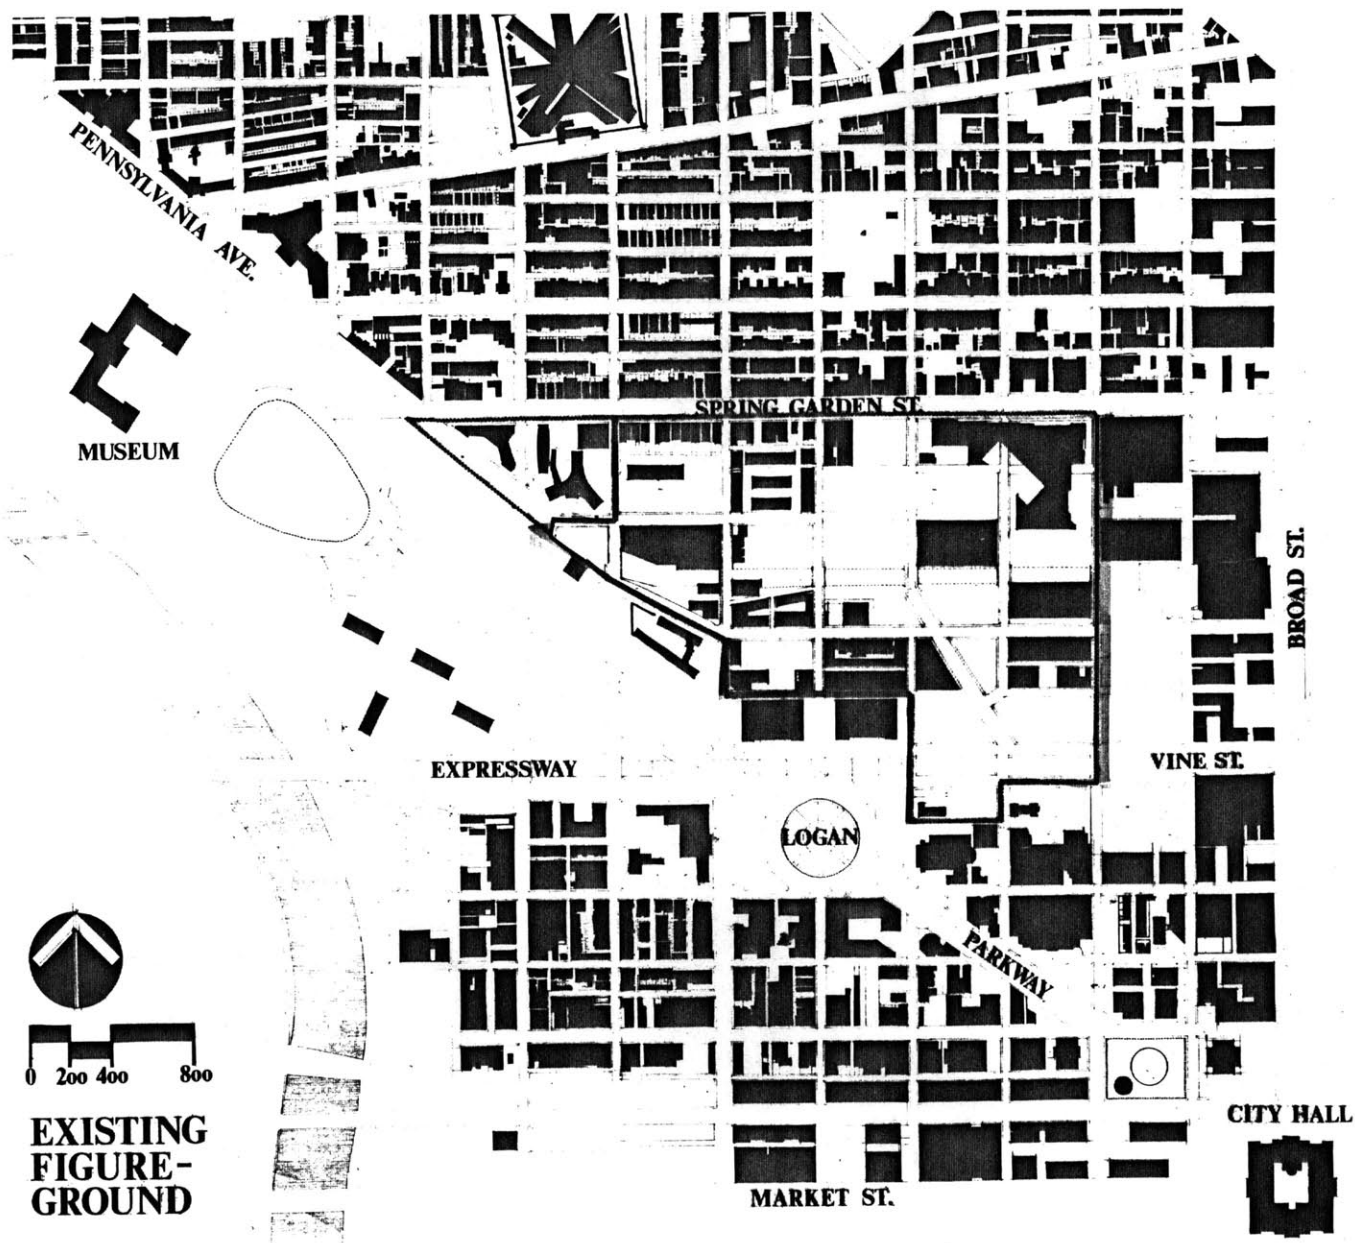 PENNSYLVANIA AVE.
MUSEUM
SPRING GARDEN ST.
BROAD ST.
EXPRESSWAY
VINE ST.
LOGAN
PARKWAY
0 200 400 800
EXISTING
FIGURE-
GROUND
CITY HALL
MARKET ST.